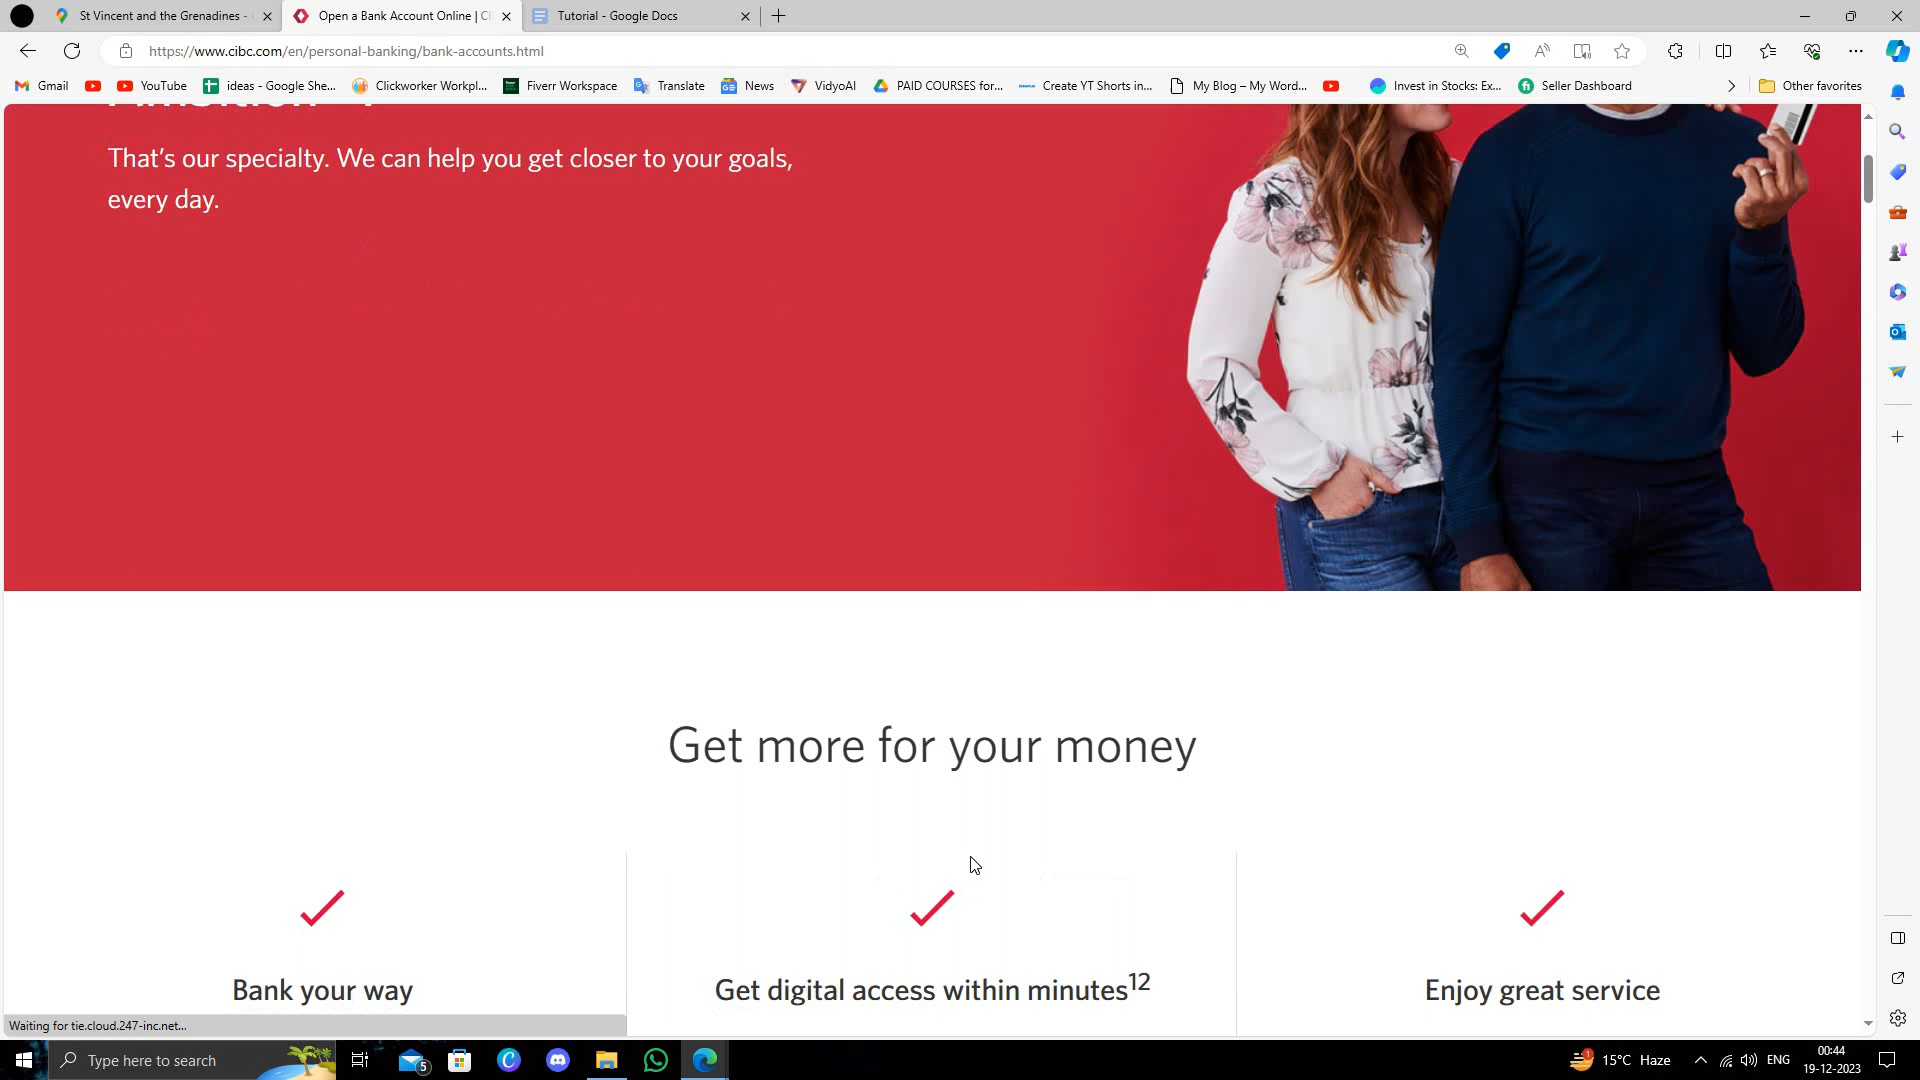 St Vincent and the Grenadines -
Open a Bank Account Online | CI
Tutorial - Google Docs
https://www.cibc.com/en/personal-banking/bank-accounts.html
Gmail
YouTube
ideas - Google She...
Clickworker Workpl...
Fiverr Workspace
Translate
News
VidyoAI
PAID COURSES for...
Create YT Shorts in...
My Blog – My Word...
Invest in Stocks: Ex...
Seller Dashboard
Other favorites
That's our specialty. We can help you get closer to your goals,
every day.
Get more for your money
Bank your way
Get digital access within minutes12
Enjoy great service
Waiting for tie.cloud.247-inc.net...
Type here to search
5
1
15°C Haze
ENG
00:44
19-12-2023